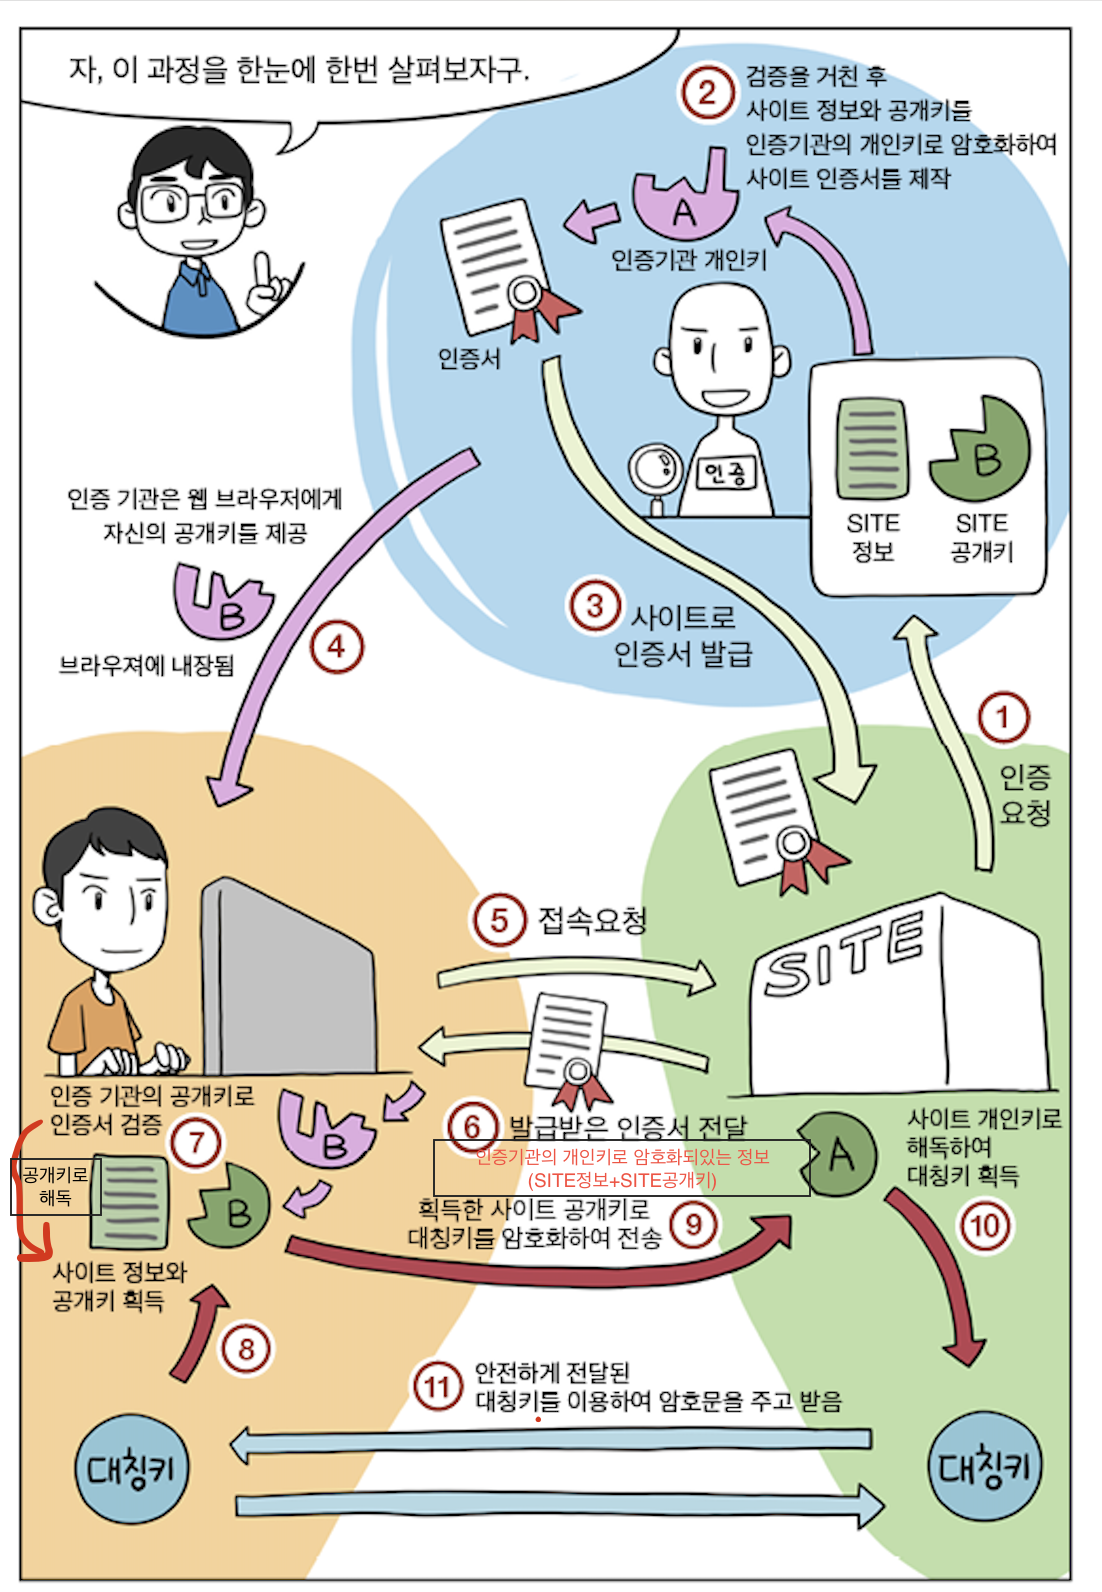 자, 이 과정을 한눈에 한번 살펴보자구.
2
검증을 거친 후
사이트 정보와 공개키를
인증기관의 개인키로 암호화하여
사이트 인증서를 제작
A
인증기관 개인키
인증서
인증
B
SITE
정보
SITE
공개키
인증 기관은 웹 브라우저에게
자신의 공개키를 제공
B
브라우져에 내장됨
4
3
사이트로
인증서 발급
1
인증
요청
5
접속요청
SITE
인증 기관의 공개키로
인증서 검증
7
공개키로
해독
B
B
사이트 정보와
공개키 획득
6
발급받은 인증서 전달
인증기관의 개인키로 암호화되있는 정보
(SITE정보+SITE공개키)
A
사이트 개인키로
해독하여
대칭키 획득
획득한 사이트 공개키로
대칭키를 암호화하여 전송
9
10
8
11
안전하게 전달된
대칭키를 이용하여 암호문을 주고 받음
대칭키
대칭키